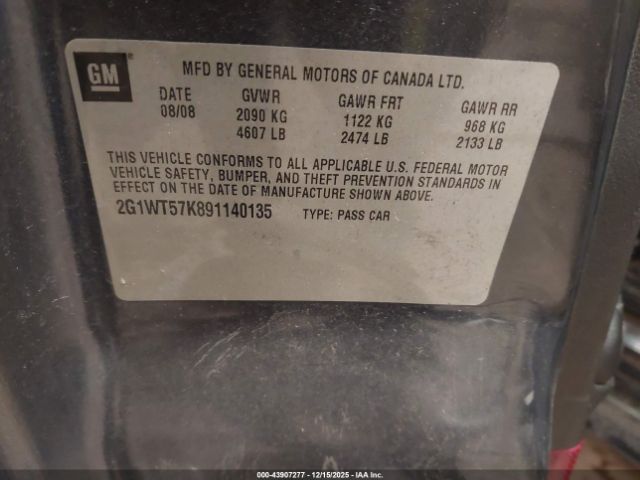 GM
MFD BY GENERAL MOTORS OF CANADA LTD.
DATE GVWR GAWR FRT GAWR RR
08/08 2090 KG 1122 KG 968 KG
4607 LB 2474 LB 2133 LB
THIS VEHICLE CONFORMS TO ALL APPLICABLE U.S. FEDERAL MOTOR
VEHICLE SAFETY, BUMPER, AND THEFT PREVENTION STANDARDS IN
EFFECT ON THE DATE OF MANUFACTURE SHOWN ABOVE.
2G1WT57K891140135 TYPE: PASS CAR
000-43907277 - 12/15/2025 - IAA Inc.